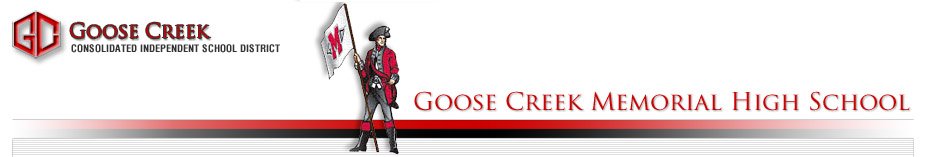 GC
GOOSE CREEK
CONSOLIDATED INDEPENDENT SCHOOL DISTRICT
M
GOOSE CREEK MEMORIAL HIGH SCHOOL